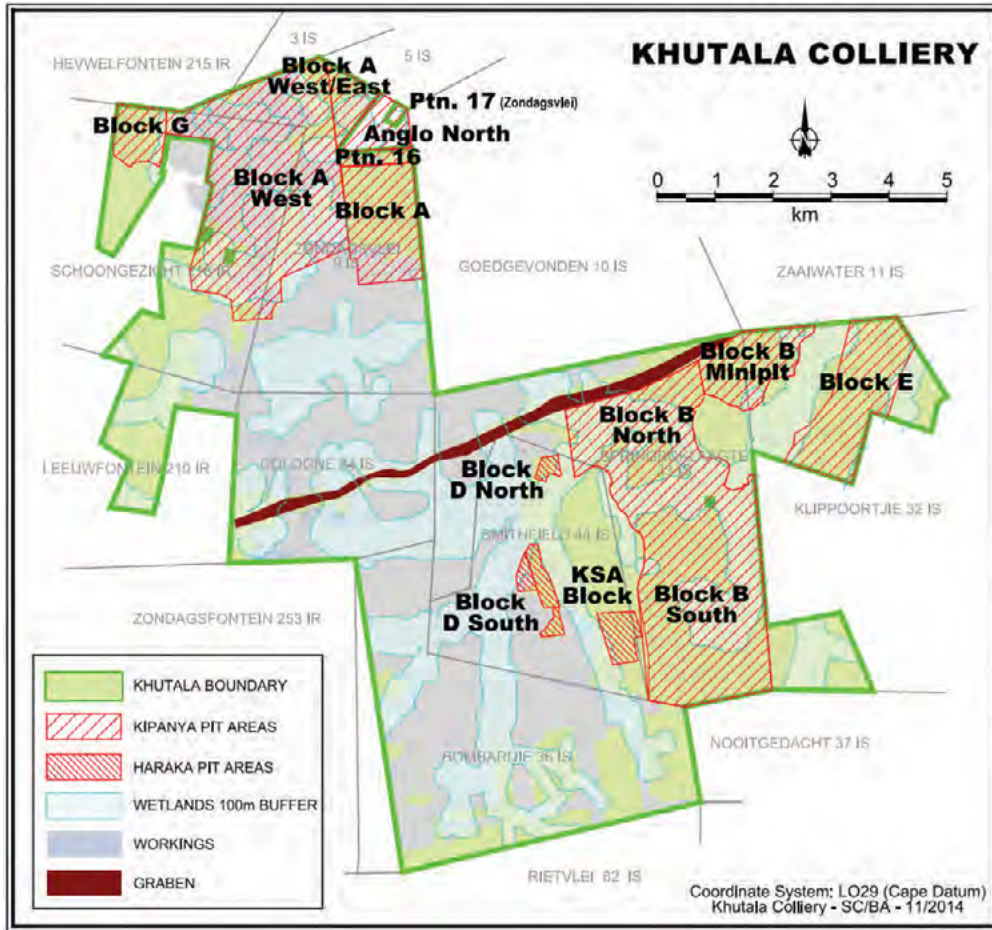 KHUTALA COLLIERY
3 IS
5 IS
HEVWELFONTEIN 215 IR
Block A
West/East
Ptn. 17 (Zondagsvlei)
Block G
Anglo North
Ptn. 16
0 1 2 3 4 5
km
Block A
West
Block A
ZONDAGSVLEI
9 IS
SCHOONGEZICHT IR
GOEDGEVONDEN 10 IS
ZAAIWATER 11 IS
Block B
Minipit
Block E
Block B
North
LEEUWFONTEIN 210 IR
COLOGNE IS
Block
D North
KLIPPOORTJIE 32 IS
SMITHFIELD 44 IS
KSA
Block
Block
D South
Block B
South
ZONDAGSFONTEIN 253 IR
KHUTALA BOUNDARY
KIPANYA PIT AREAS
HARAKA PIT AREAS
WETLANDS 100m BUFFER
WORKINGS
GRABEN
NOOITGEDACHT 37 IS
IS
RIETVLEI 62 IS
Coordinate System: LO29 (Cape Datum)
Khutala Colliery - SC/BA - 11/2014